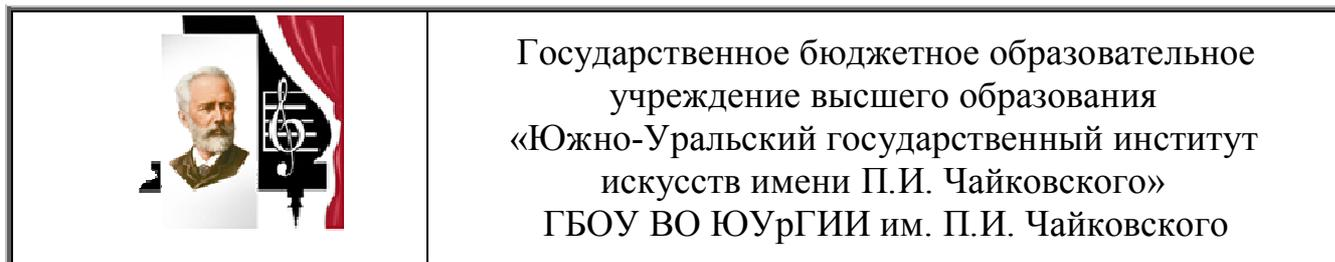 Государственное бюджетное образовательное
учреждение высшего образования
«Южно-Уральский государственный институт
искусств имени П.И. Чайковского»
ГБОУ ВО ЮУрГИИ им. П.И. Чайковского